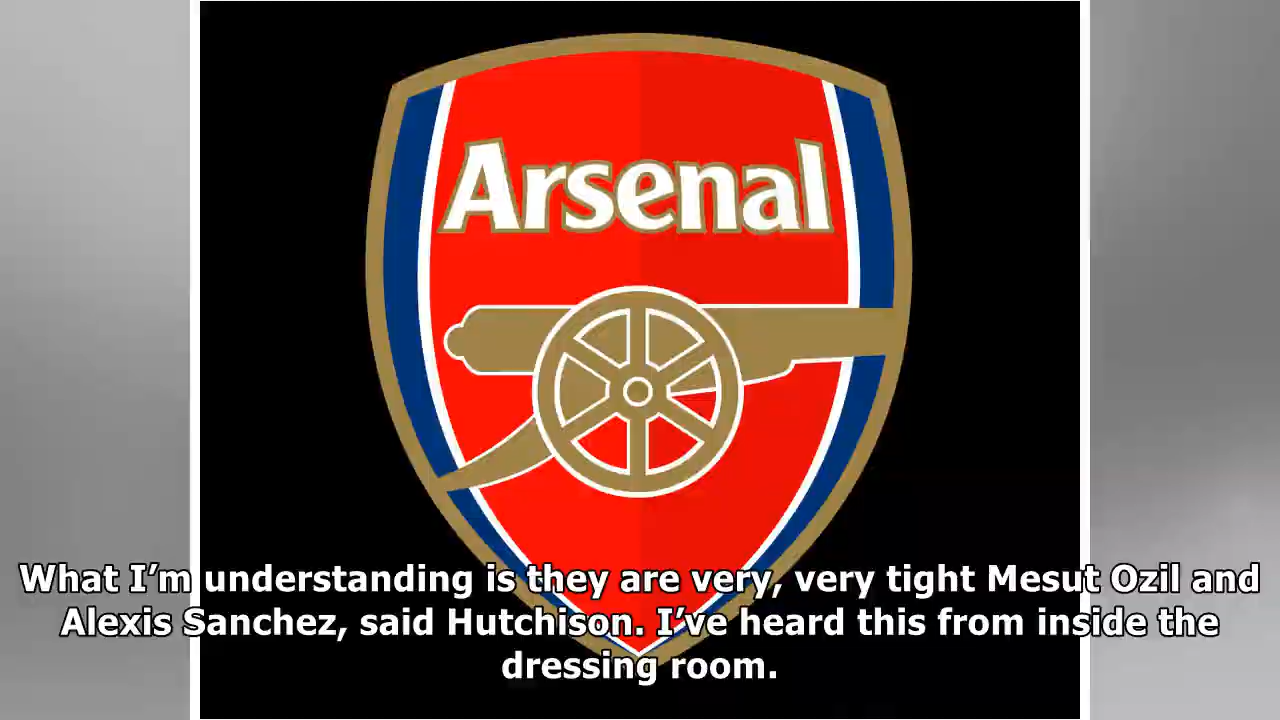 Arsenal
What I’m understanding is they are very, very tight Mesut Ozil and
Alexis Sanchez, said Hutchison. I’ve heard this from inside the
dressing room.